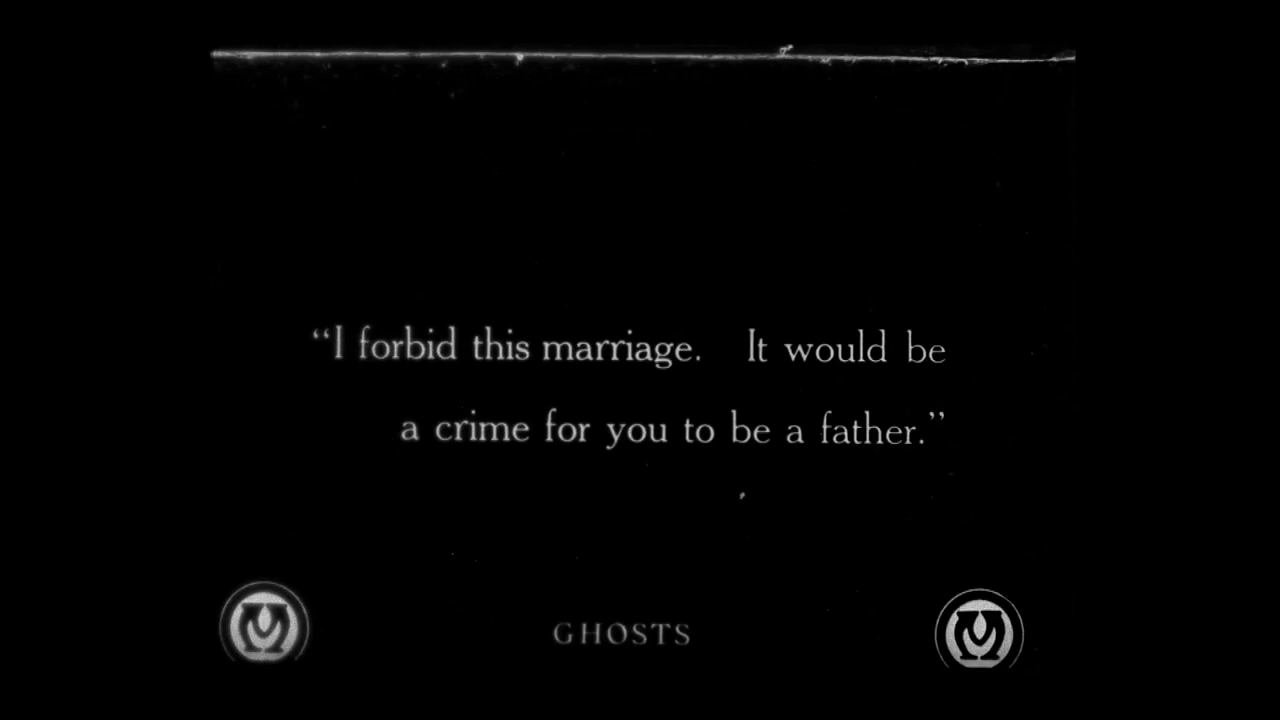 “I forbid this marriage. It would be
a crime for you to be a father.”
GHOSTS